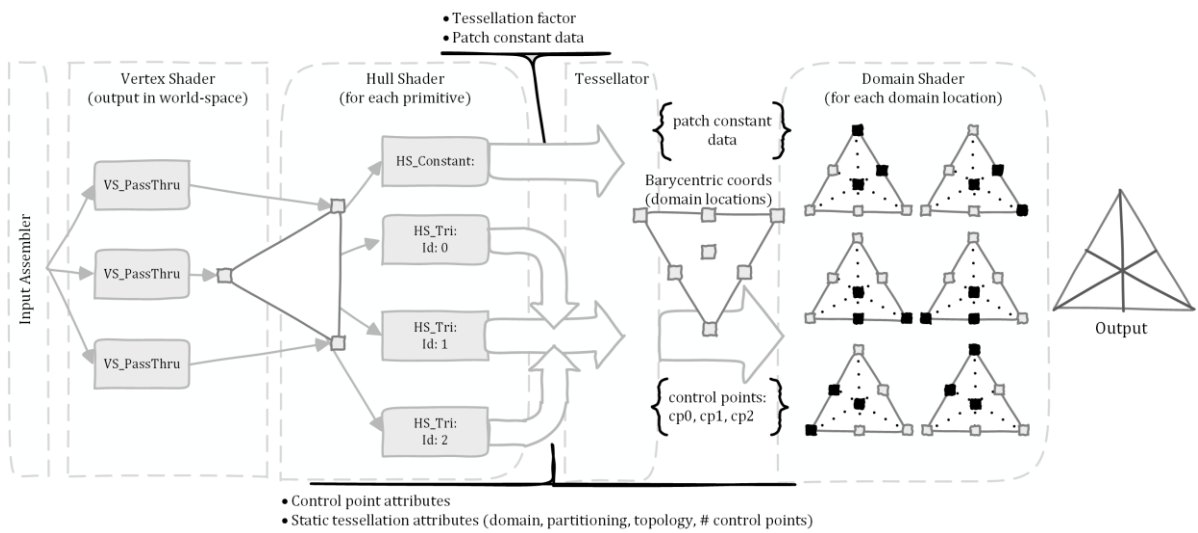 • Tessellation factor
• Patch constant data
Vertex Shader
(output in world-space)
Hull Shader
(for each primitive)
Tessellator
Domain Shader
(for each domain location)
Input Assembler
VS_PassThru
VS_PassThru
VS_PassThru
HS_Constant:
HS_Tri:
Id: 0
HS_Tri:
Id: 1
HS_Tri:
Id: 2
patch constant
data
Barycentric coords
(domain locations)
control points:
cp0, cp1, cp2
Output
• Control point attributes
• Static tessellation attributes (domain, partitioning, topology, # control points)